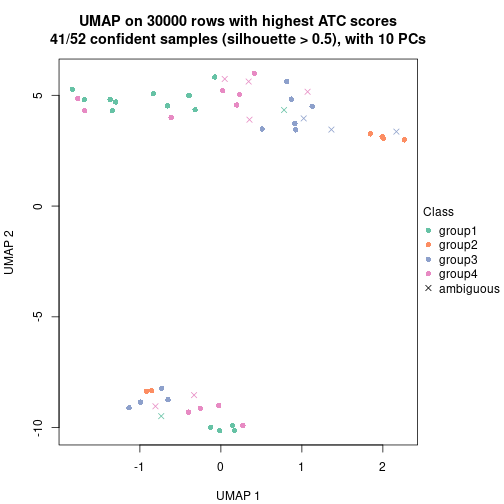 UMAP on 30000 rows with highest ATC scores
41/52 confident samples (silhouette > 0.5), with 10 PCs
5
0
-5
-10
UMAP 2
-1
0
1
2
UMAP 1
Class
group1
group2
group3
group4
ambiguous